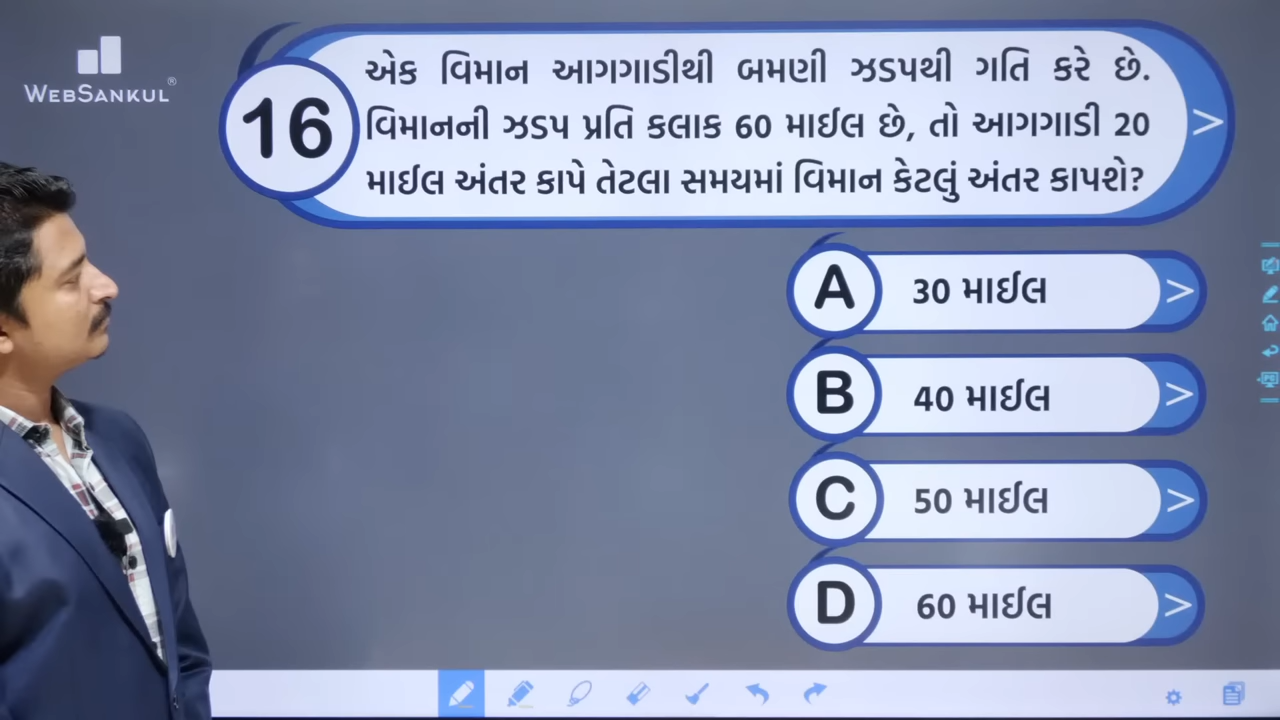 WEBSANKUL®
16
એક વિમાન આગગાડીથી બમણી ઝડપથી ગતિ કરે છે.
વિમાનની ઝડપ પ્રતિ કલાક 60 માઈલ છે, તો આગગાડી 20
માઈલ અંતર કાપે તેટલા સમયમાં વિમાન કેટલું અંતર કાપશે?
A 30 માઈલ
B 40 માઈલ
C 50 માઈલ
D 60 માઈલ